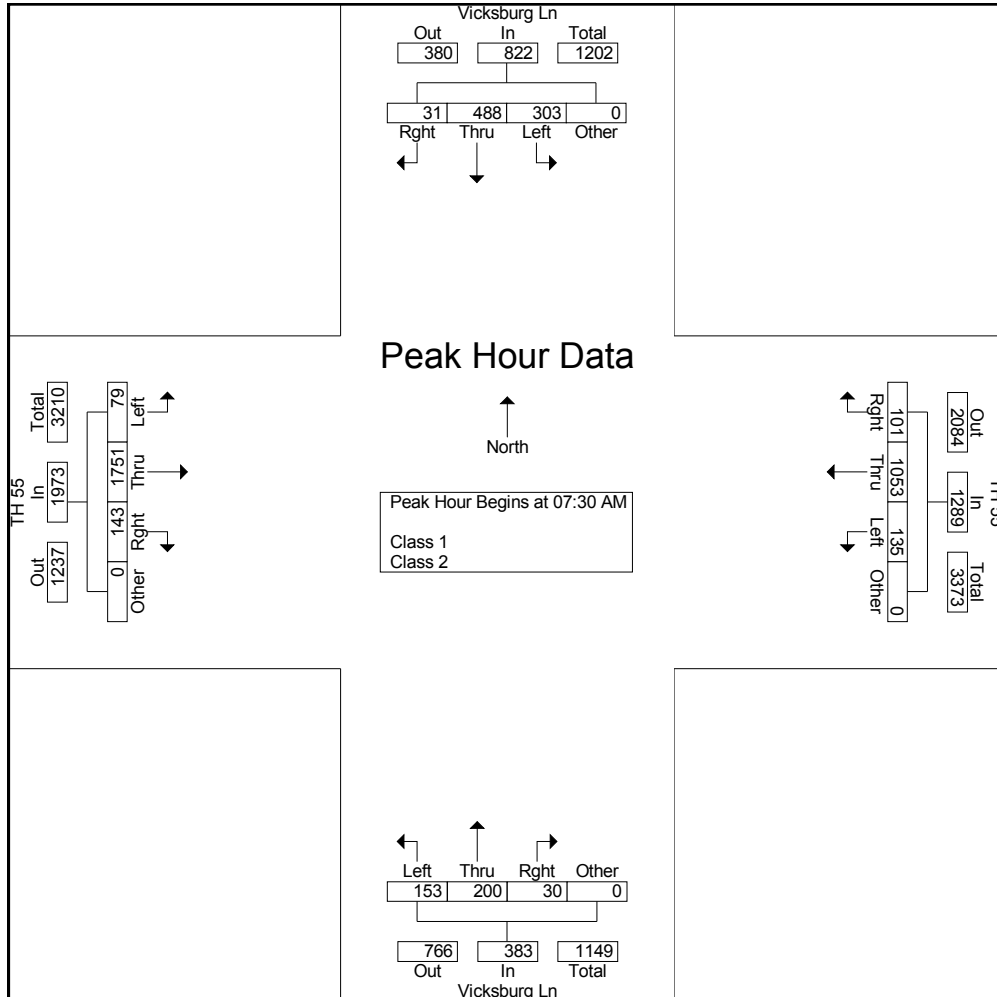 Vicksburg Ln
Out In Total
380 822 1202
31 488 303 0
Rght Thru Left Other
Peak Hour Data
North
Peak Hour Begins at 07:30 AM
Class 1
Class 2
TH 55
Total In Out
3210 1973 1237
79 1751 143 0
Left Thru Rght Other
Rght Thru Left Other
101 1053 135 0
Out In Total
2084 1289 3373
Left Thru Rght Other
153 200 30 0
766 383 1149
Out In Total
Vicksburg Ln